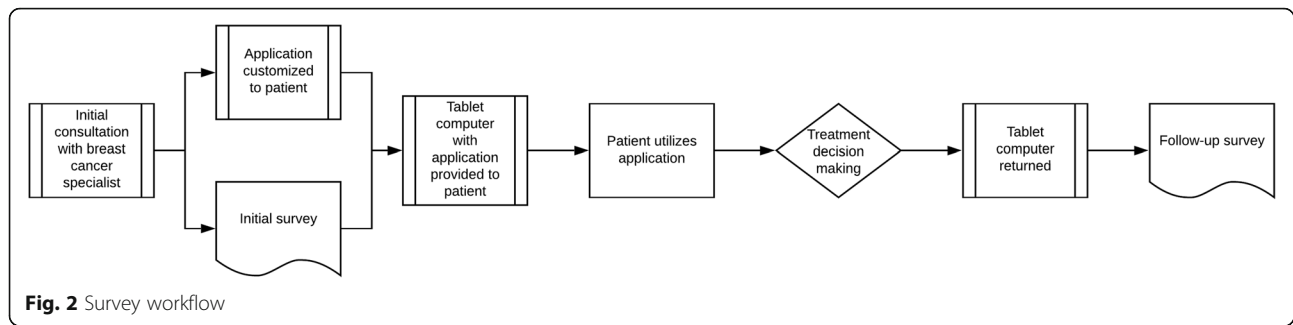 Initial
consultation
with breast
cancer
specialist
Application
customized
to patient
Initial survey
Tablet
computer
with
application
provided to
patient
Patient utilizes
application
Treatment
decision
making
Tablet
computer
returned
Follow-up survey
Fig. 2 Survey workflow